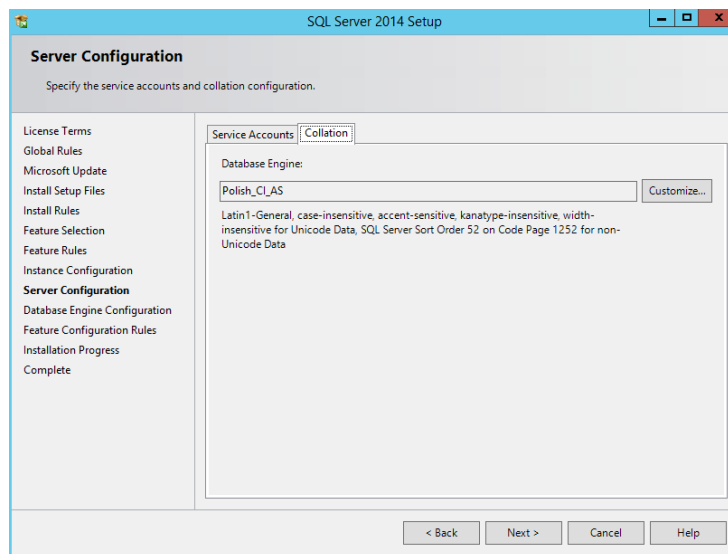 SQL Server 2014 Setup
Server Configuration
Specify the service accounts and collation configuration.
License Terms
Global Rules
Microsoft Update
Install Setup Files
Install Rules
Feature Selection
Feature Rules
Instance Configuration
Server Configuration
Database Engine Configuration
Feature Configuration Rules
Installation Progress
Complete
Service Accounts Collation
Database Engine:
Polish_CI_AS Customize...
Latin1-General, case-insensitive, accent-sensitive, kanatype-insensitive, width-
insensitive for Unicode Data, SQL Server Sort Order 52 on Code Page 1252 for non-
Unicode Data
< Back Next > Cancel Help